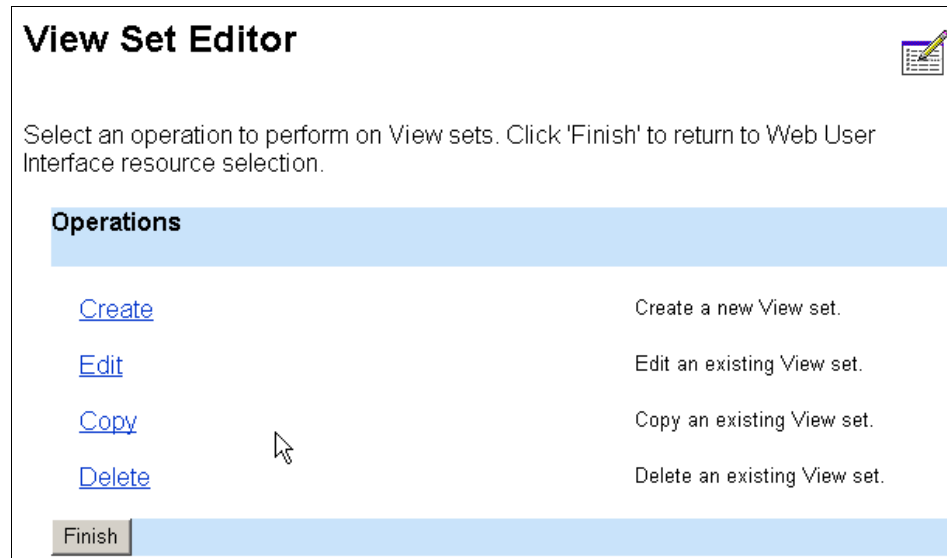 View Set Editor
Select an operation to perform on View sets. Click 'Finish' to return to Web User
Interface resource selection.
Operations
Create Create a new View set.
Edit Edit an existing View set.
Copy Copy an existing View set.
Delete Delete an existing View set.
Finish